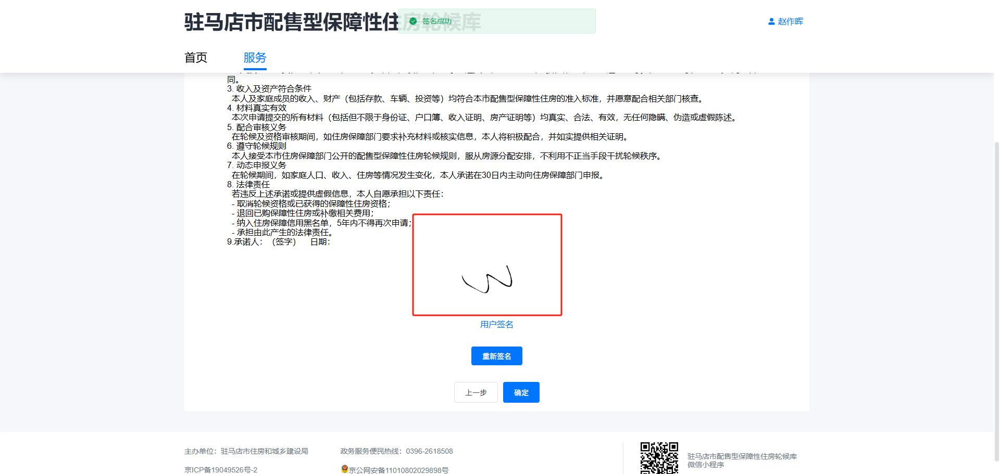 驻马店市配售型保障性住房轮候库
签名成功
赵作晖
首页
服务
同。
3. 收入及资产符合条件
本人及家庭成员的收入、财产（包括存款、车辆、投资等）均符合本市配售型保障性住房的准入标准，并愿意配合相关部门核查。
4. 材料真实有效
本次申请提交的所有材料（包括但不限于身份证、户口簿、收入证明、房产证明等）均真实、合法、有效，无任何隐瞒、伪造或虚假陈述。
5. 配合审核义务
在轮候及资格审核期间，如住房保障部门要求补充材料或核实信息，本人将积极配合，并如实提供相关证明。
6. 遵守轮候规则
本人接受本市住房保障部门公开的配售型保障性住房轮候规则，服从房源分配安排，不利用不正当手段干扰轮候秩序。
7. 动态申报义务
在轮候期间，如家庭人口、收入、住房等情况发生变化，本人承诺在30日内主动向住房保障部门申报。
8. 法律责任
若违反上述承诺或提供虚假信息，本人自愿承担以下责任：
- 取消轮候资格或已获得的保障性住房资格；
- 退回已购保障性住房或补缴相关费用；
- 纳入住房保障信用黑名单，5年内不得再次申请；
- 承担由此产生的法律责任。
9.承诺人：（签字） 日期：
用户签名
重新签名
上一步
确定
主办单位：驻马店市住房和城乡建设局
政务服务便民热线：0396-2618508
京ICP备19049526号-2
京公网安备11010802029898号
驻马店市配售型保障性住房轮候库
微信小程序